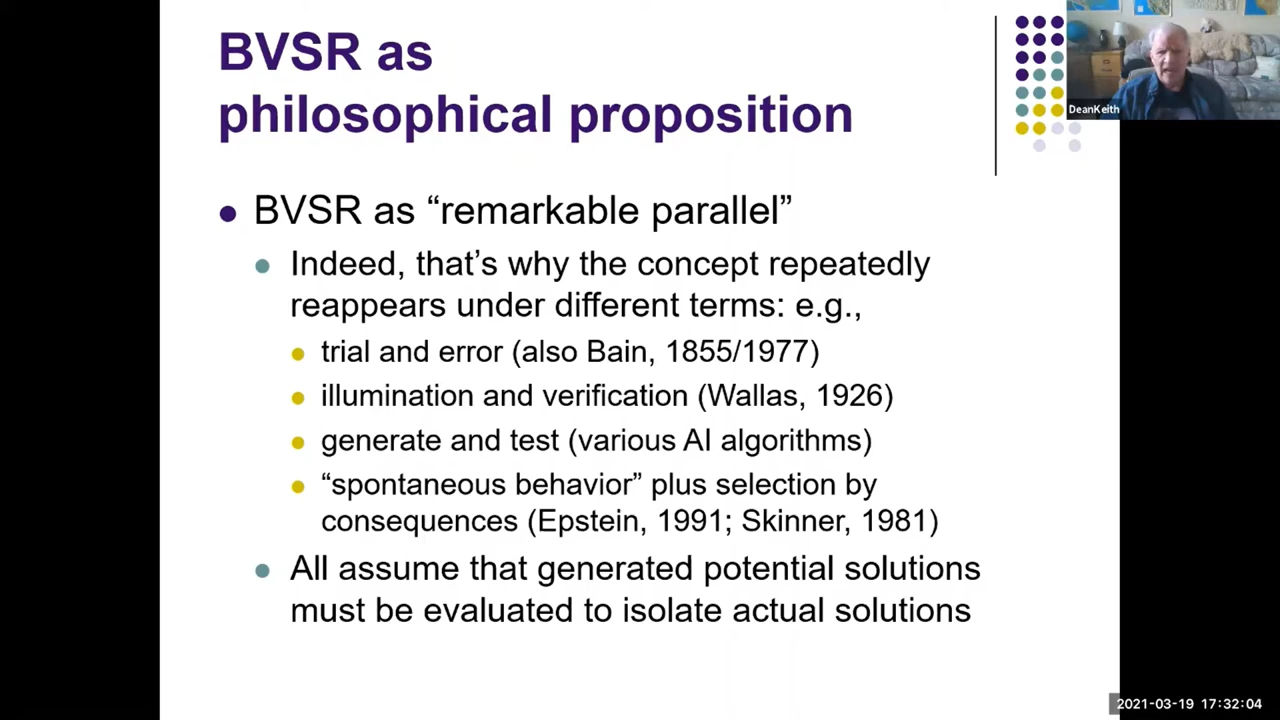 BVSR as
philosophical proposition
DeanKeith
BVSR as “remarkable parallel”
Indeed, that’s why the concept repeatedly
reappears under different terms: e.g.,
trial and error (also Bain, 1855/1977)
illumination and verification (Wallas, 1926)
generate and test (various AI algorithms)
“spontaneous behavior” plus selection by
consequences (Epstein, 1991; Skinner, 1981)
All assume that generated potential solutions
must be evaluated to isolate actual solutions
2021-03-19 17:32:04